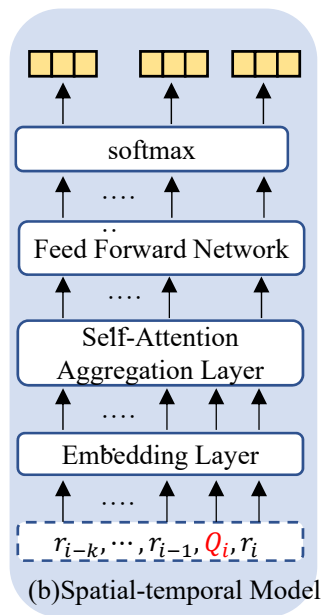 softmax
....
..
Feed Forward Network
....
Self-Attention
Aggregation Layer
....
Embedding Layer
....
r_{i-k}, ⋯, r_{i-1}, Q_i, r_i
(b)Spatial-temporal Model